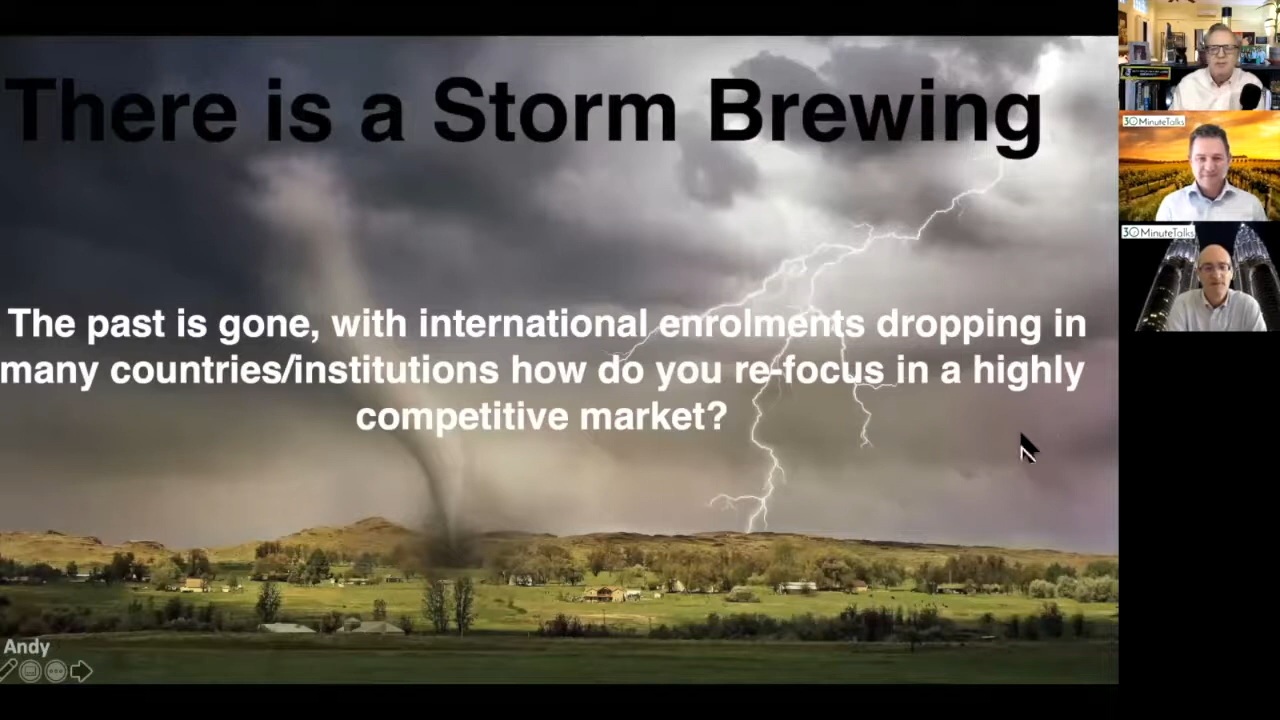 There is a Storm Brewing
The past is gone, with international enrolments dropping in
many countries/institutions how do you re-focus in a highly
competitive market?
Andy
30MinuteTalks
30MinuteTalks